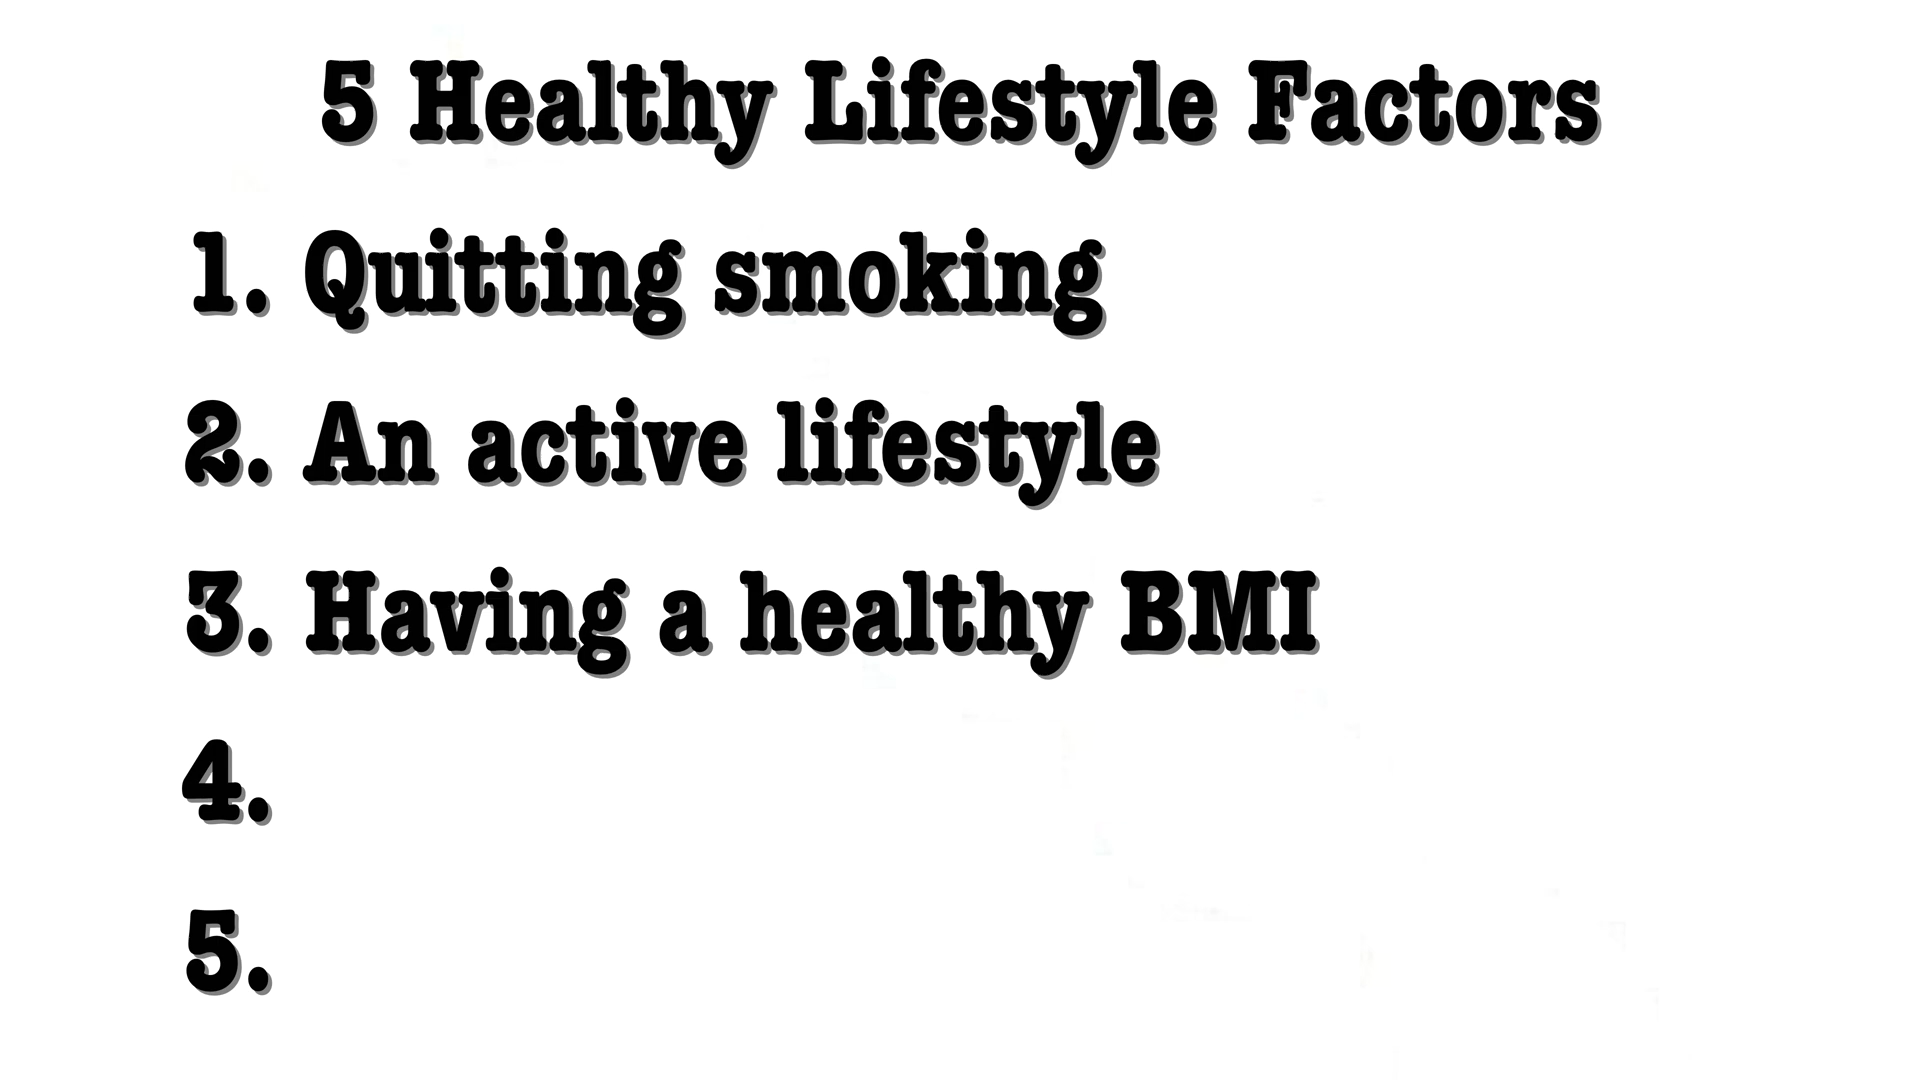 5 Healthy Lifestyle Factors
1. Quitting smoking
2. An active lifestyle
3. Having a healthy BMI
4.
5.